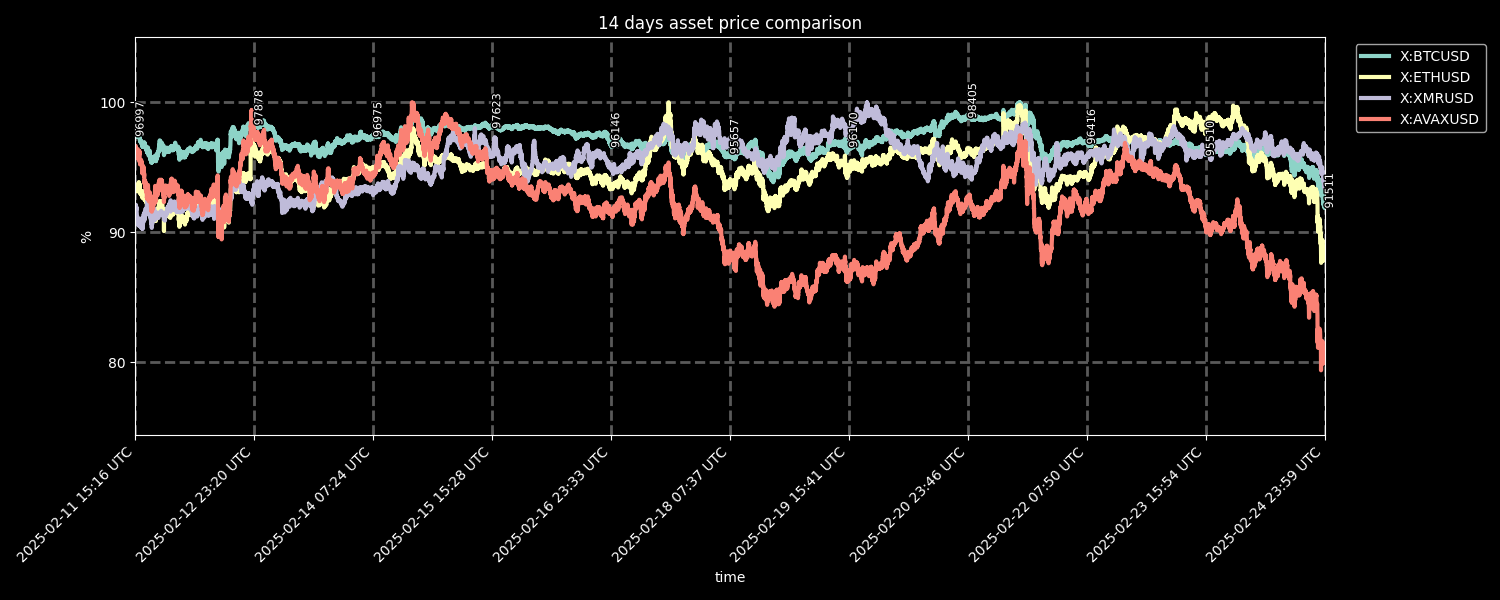 14 days asset price comparison
X:BTCUSD
X:ETHUSD
X:XMRUSD
X:AVAXUSD
100
90
80
%
96997
97878
96975
97623
96146
95657
96170
98405
96416
95510
91511
2025-02-11 15:16 UTC
2025-02-12 23:20 UTC
2025-02-14 07:24 UTC
2025-02-15 15:28 UTC
2025-02-16 23:33 UTC
2025-02-18 07:37 UTC
2025-02-19 15:41 UTC
2025-02-20 23:46 UTC
2025-02-22 07:50 UTC
2025-02-23 15:54 UTC
2025-02-24 23:59 UTC
time